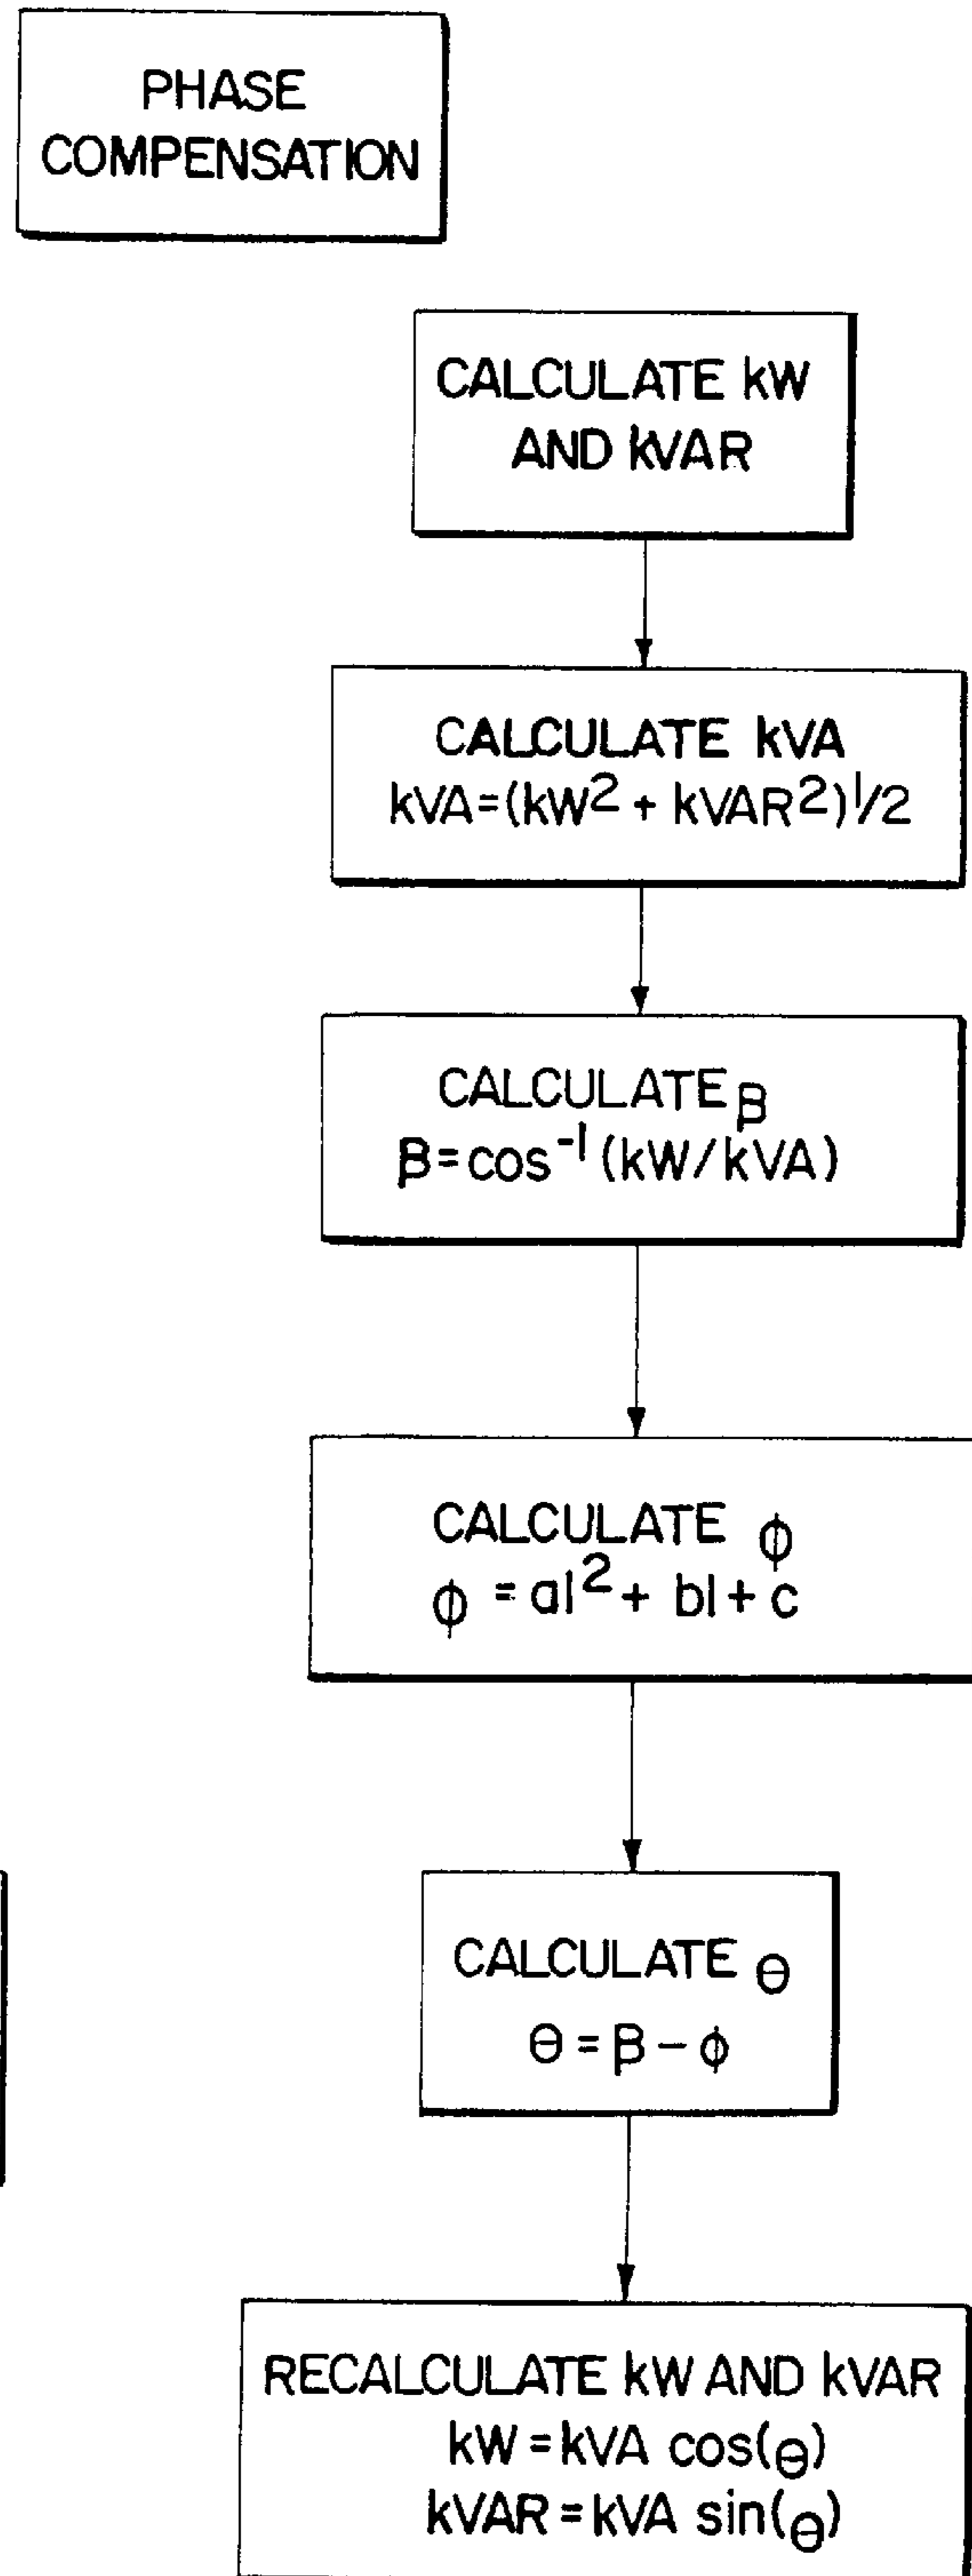 PHASE
COMPENSATION
CALCULATE kW
AND kVAR
CALCULATE kVA
kVA=(kW² + kVAR²)¹/²
CALCULATE β
β=cos⁻¹(kW/kVA)
CALCULATE ϕ
ϕ = aI² + bI + c
CALCULATE θ
θ = β − ϕ
RECALCULATE kW AND kVAR
kW = kVA cos(θ)
kVAR = kVA sin(θ)